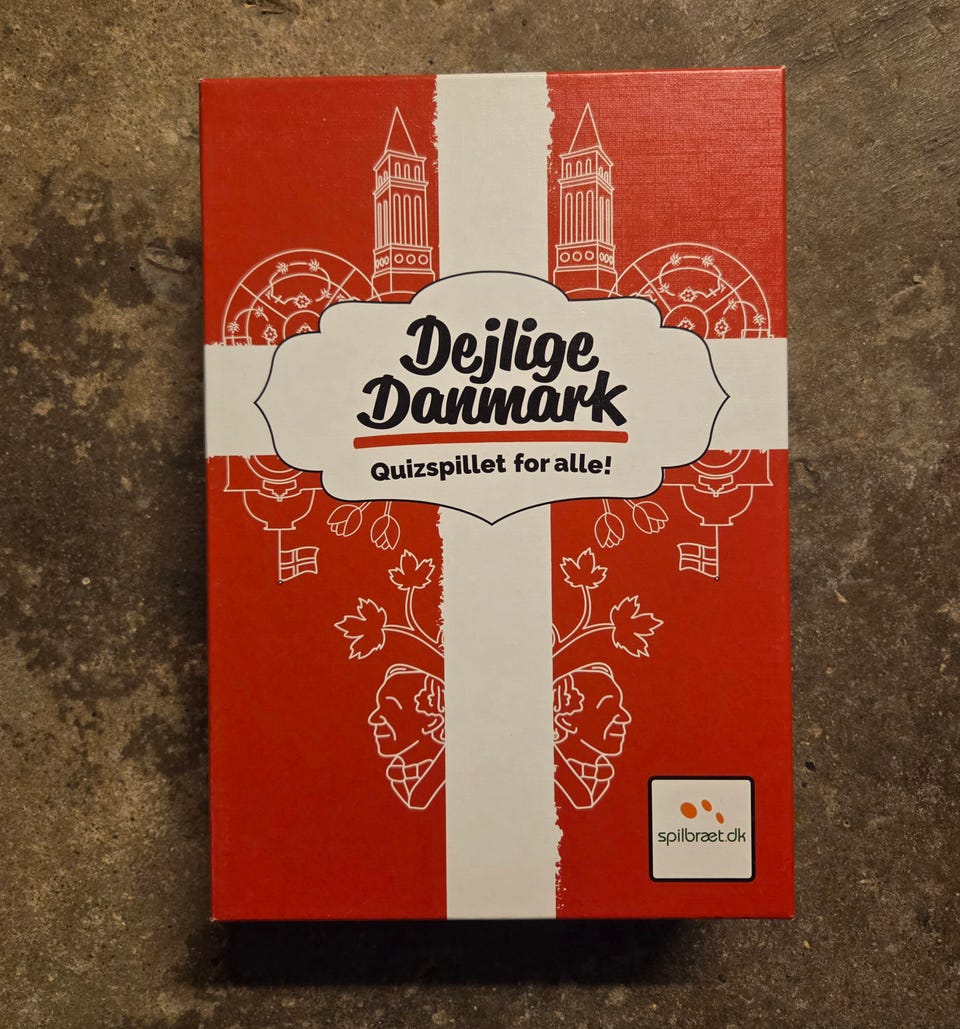 Dejlige
Danmark
Quizspillet for alle!
spilbræt.dk